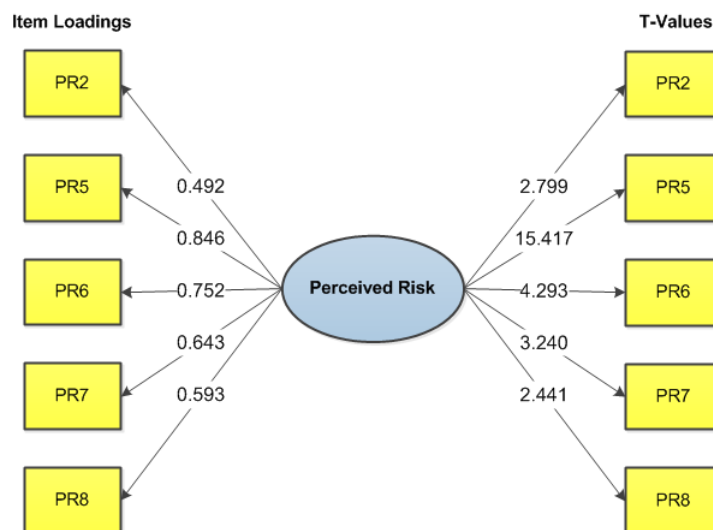 Item Loadings
T-Values
PR2
PR2
0.492
2.799
PR5
PR5
0.846
15.417
PR6
0.752
Perceived Risk
4.293
PR6
0.643
3.240
PR7
PR7
0.593
2.441
PR8
PR8